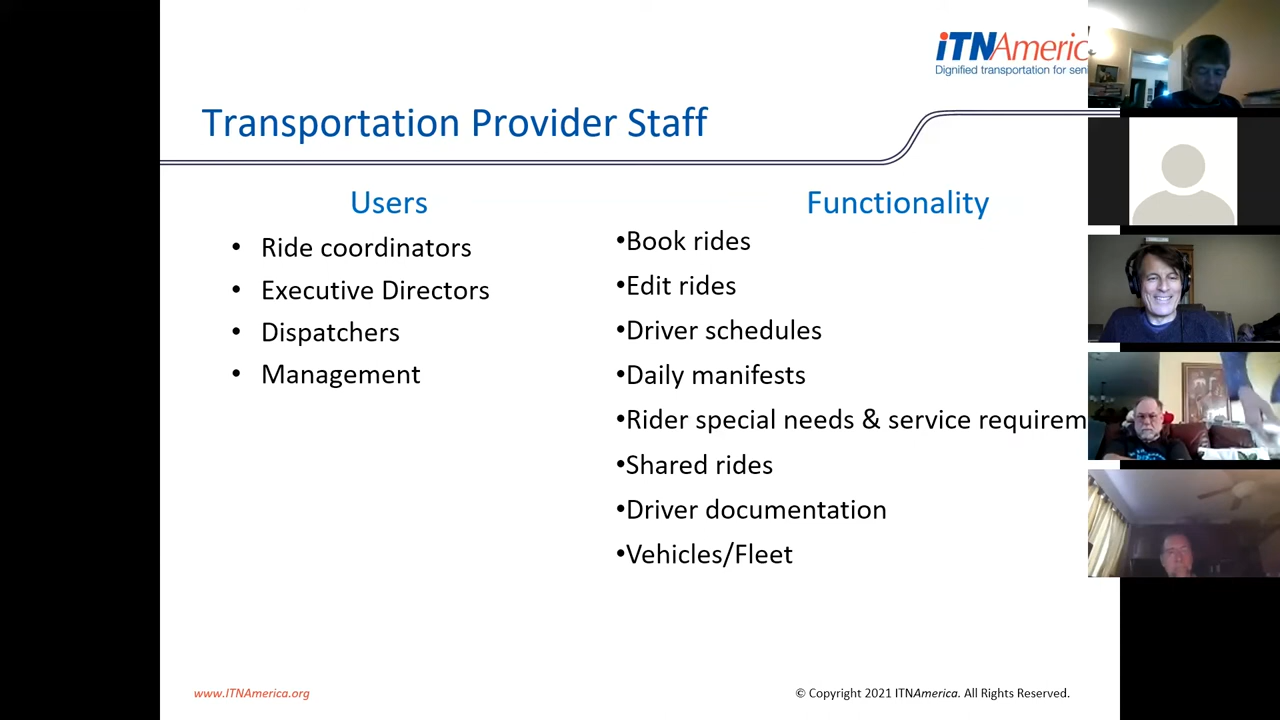 iTNAmeric
Dignified transportation for sen
Transportation Provider Staff
Users
• Ride coordinators
• Executive Directors
• Dispatchers
• Management
Functionality
•Book rides
•Edit rides
•Driver schedules
•Daily manifests
•Rider special needs & service requirem
•Shared rides
•Driver documentation
•Vehicles/Fleet
www.ITNAmerica.org
© Copyright 2021 ITNAmerica. All Rights Reserved.